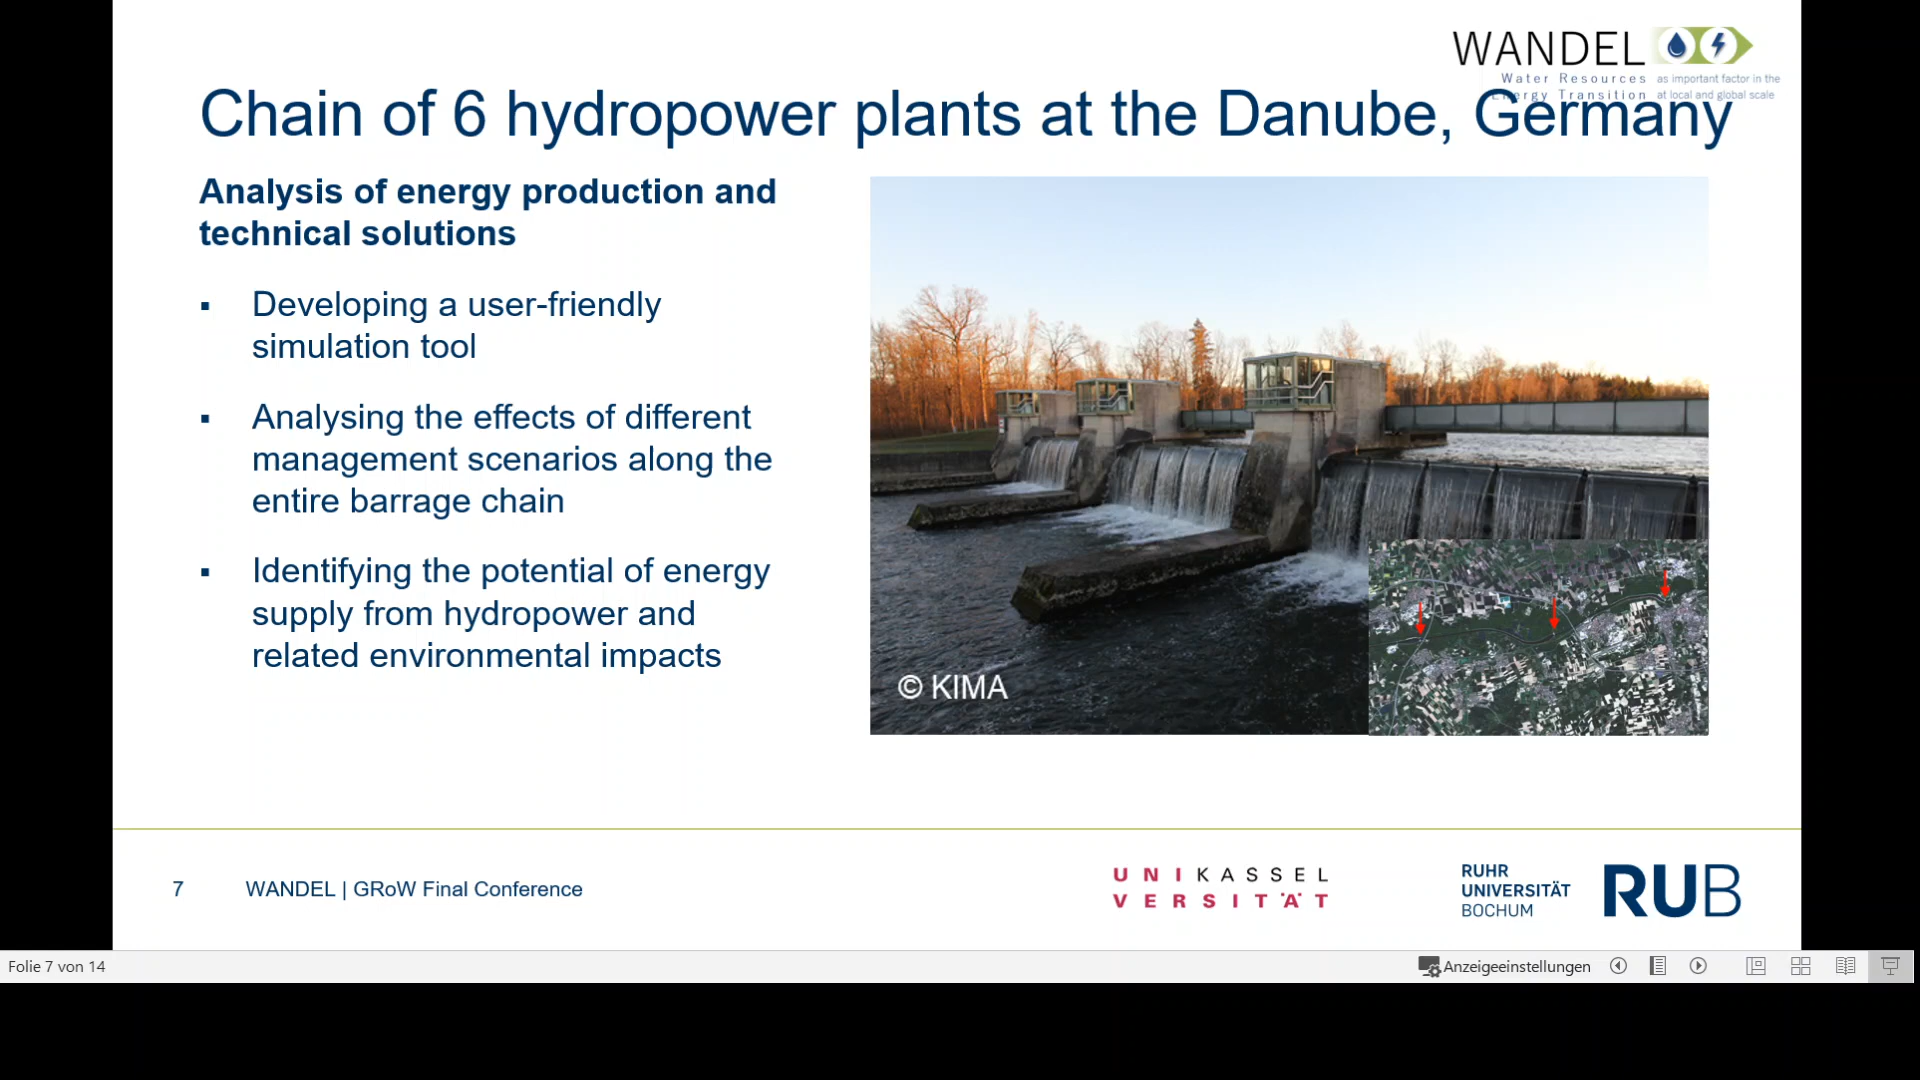 WANDEL
Water Resources as important factor in the
Energy Transition at local and global scale
Chain of 6 hydropower plants at the Danube, Germany
Analysis of energy production and
technical solutions
▪ Developing a user-friendly
simulation tool
▪ Analysing the effects of different
management scenarios along the
entire barrage chain
▪ Identifying the potential of energy
supply from hydropower and
related environmental impacts
© KIMA
7 WANDEL | GRoW Final Conference
UNIKASSEL
VERSITÄT
RUHR
UNIVERSITÄT
BOCHUM
RUB
Folie 7 von 14
Anzeigeeinstellungen